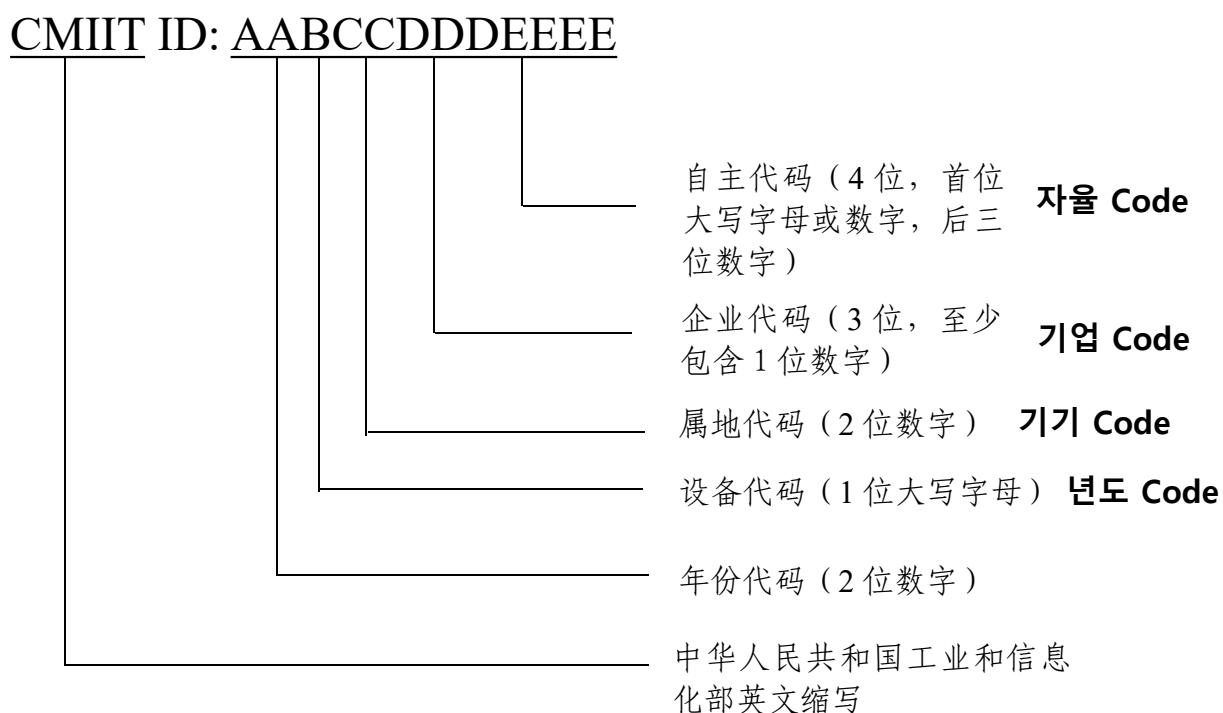 CMIIT ID: AABCCDDDEEEE
自主代码（4 位，首位
大写字母或数字，后三
位数字）
자율 Code
企业代码（3 位，至少
包含 1 位数字）
기업 Code
属地代码（2 位数字） 기기 Code
设备代码（1 位大写字母） 년도 Code
年份代码（2 位数字）
中华人民共和国工业和信息
化部英文缩写